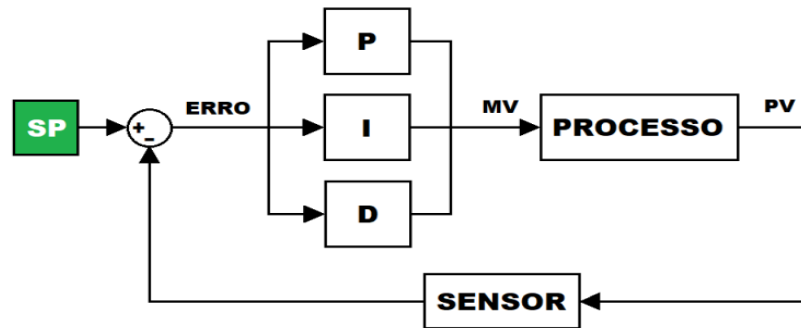 P
ERRO
MV
PV
SP
+
-
I
PROCESSO
D
SENSOR